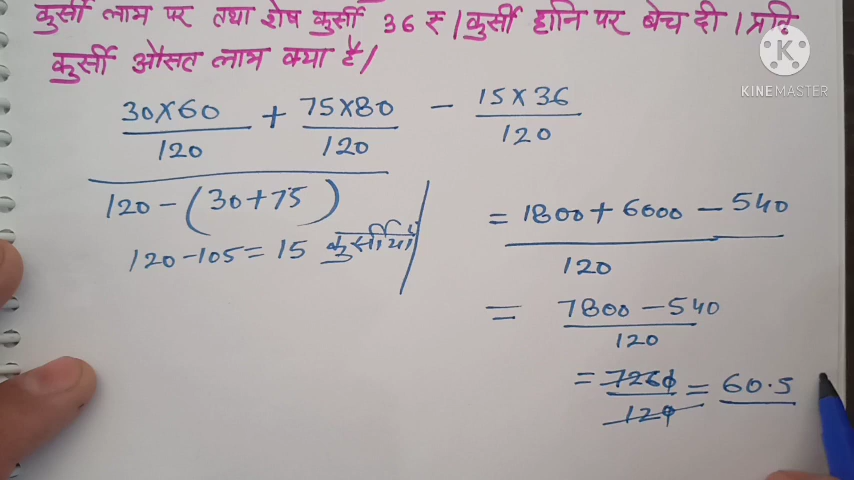 कुर्सी लाभ पर तथा शेष कुर्सी 36 रू/कुर्सी हानि पर बेच दी। प्रति
कुर्सी औसत लाभ क्या है।
KINEMASTER
30×60/120 + 75×80/120 - 15×36/120
120-(30+75)
120-105=15 कुर्सीयाँ
= 1800+6000-540/120
= 7800-540/120
= 7260/120 = 60.5